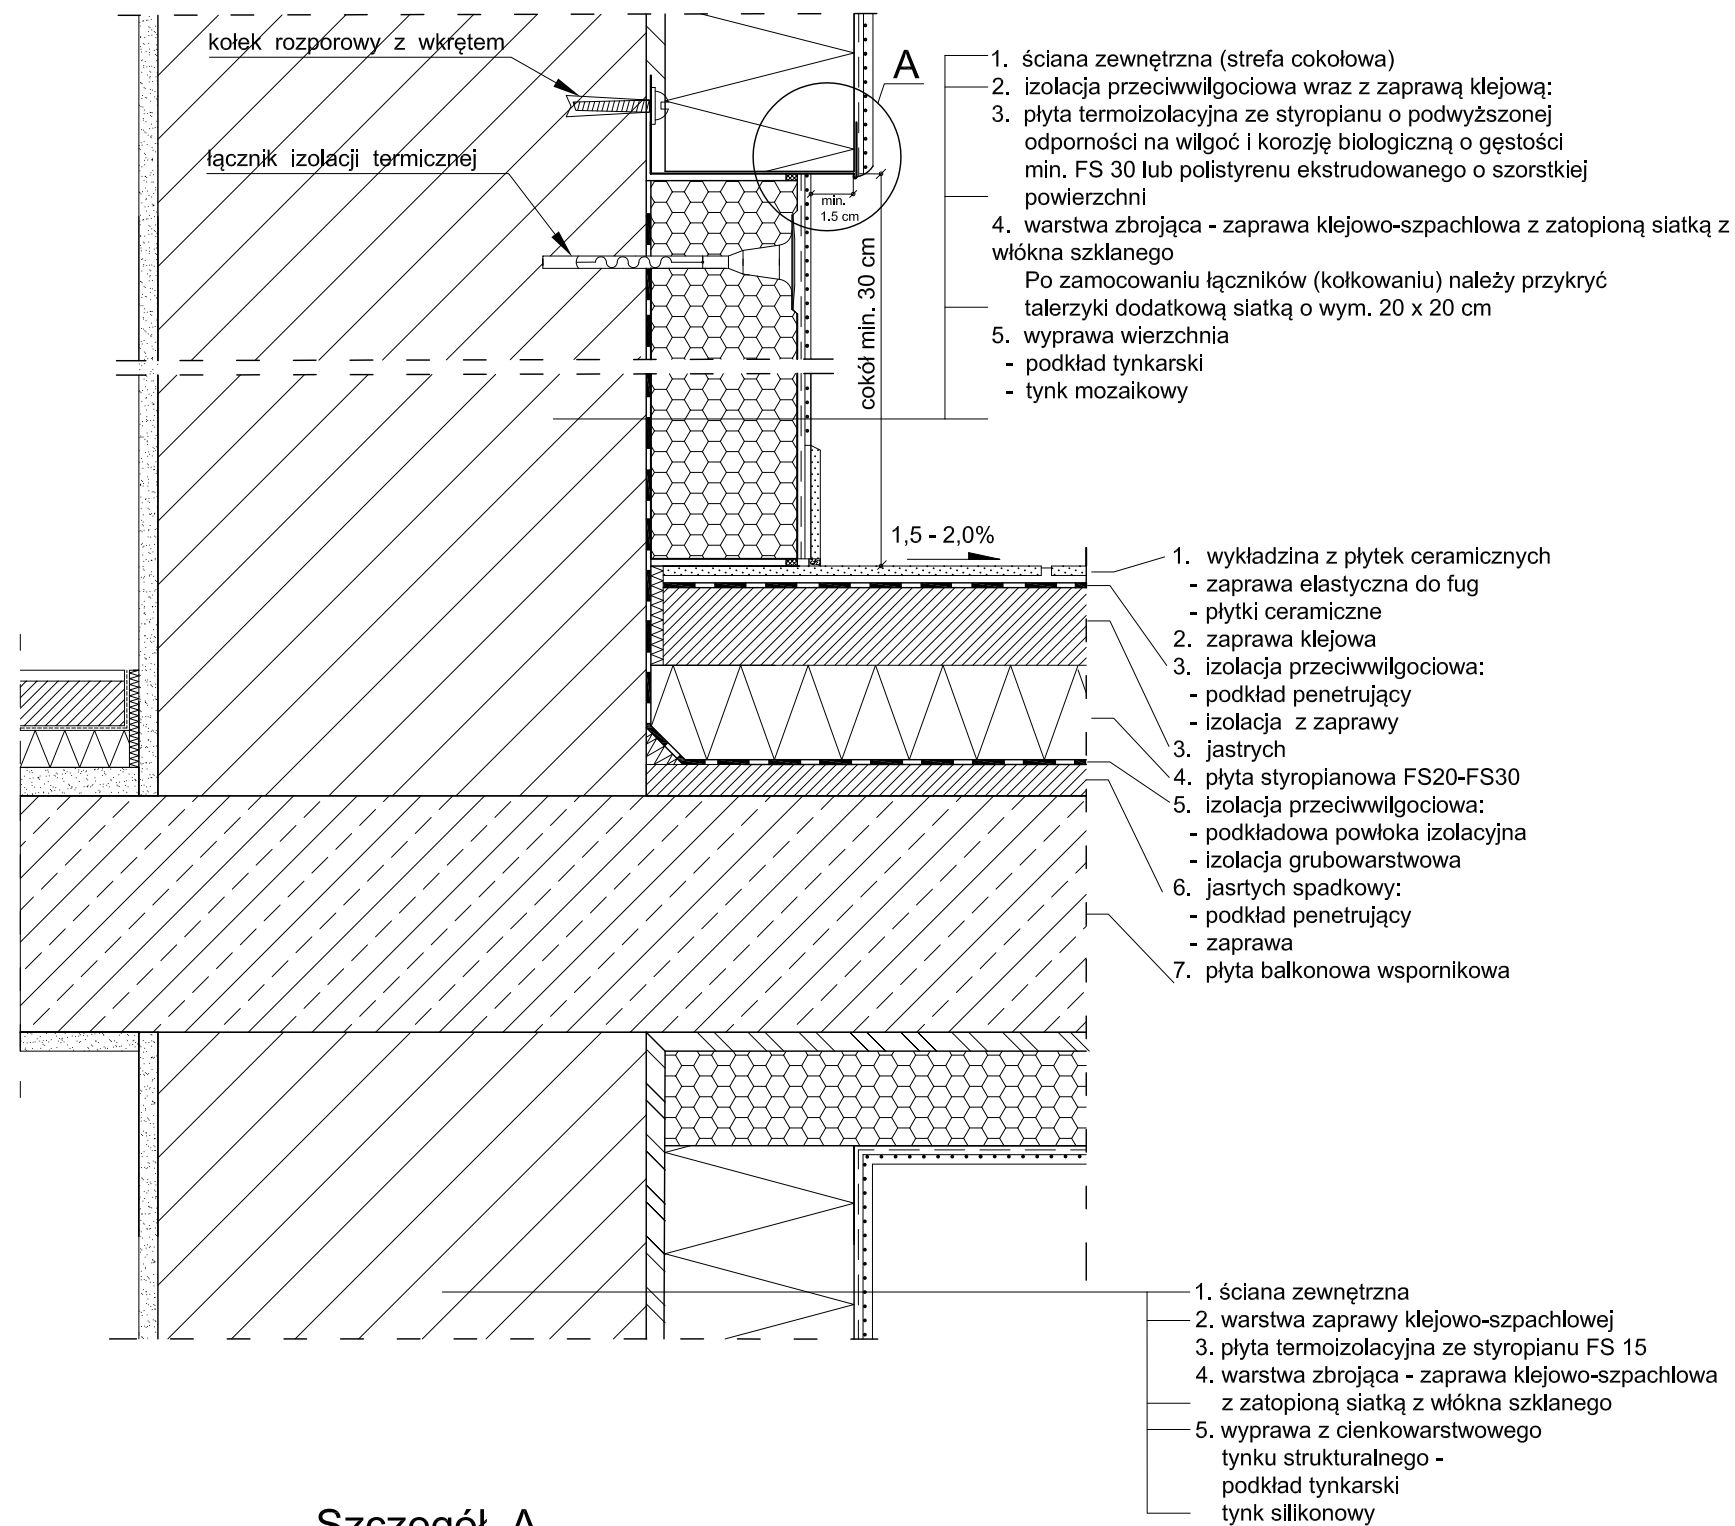 kołek rozporowy z wkrętem
łącznik izolacji termicznej
A
min.
1.5 cm
cokół min. 30 cm
1,5 - 2,0%
1. ściana zewnętrzna (strefa cokołowa)
2. izolacja przeciwwilgociowa wraz z zaprawą klejową:
3. płyta termoizolacyjna ze styropianu o podwyższonej
odporności na wilgoć i korozję biologiczną o gęstości
min. FS 30 lub polistyrenu ekstrudowanego o szorstkiej
powierzchni
4. warstwa zbrojąca - zaprawa klejowo-szpachlowa z zatopioną siatką z
włókna szklanego
Po zamocowaniu łączników (kołkowaniu) należy przykryć
talerzyki dodatkową siatką o wym. 20 x 20 cm
5. wyprawa wierzchnia
- podkład tynkarski
- tynk mozaikowy
1. wykładzina z płytek ceramicznych
- zaprawa elastyczna do fug
- płytki ceramiczne
2. zaprawa klejowa
3. izolacja przeciwwilgociowa:
- podkład penetrujący
- izolacja z zaprawy
3. jastrych
4. płyta styropianowa FS20-FS30
5. izolacja przeciwwilgociowa:
- podkładowa powłoka izolacyjna
- izolacja grubowarstwowa
6. jasrtych spadkowy:
- podkład penetrujący
- zaprawa
7. płyta balkonowa wspornikowa
1. ściana zewnętrzna
2. warstwa zaprawy klejowo-szpachlowej
3. płyta termoizolacyjna ze styropianu FS 15
4. warstwa zbrojąca - zaprawa klejowo-szpachlowa
z zatopioną siatką z włókna szklanego
5. wyprawa z cienkowarstwowego
tynku strukturalnego -
podkład tynkarski
tynk silikonowy
Szczegół A